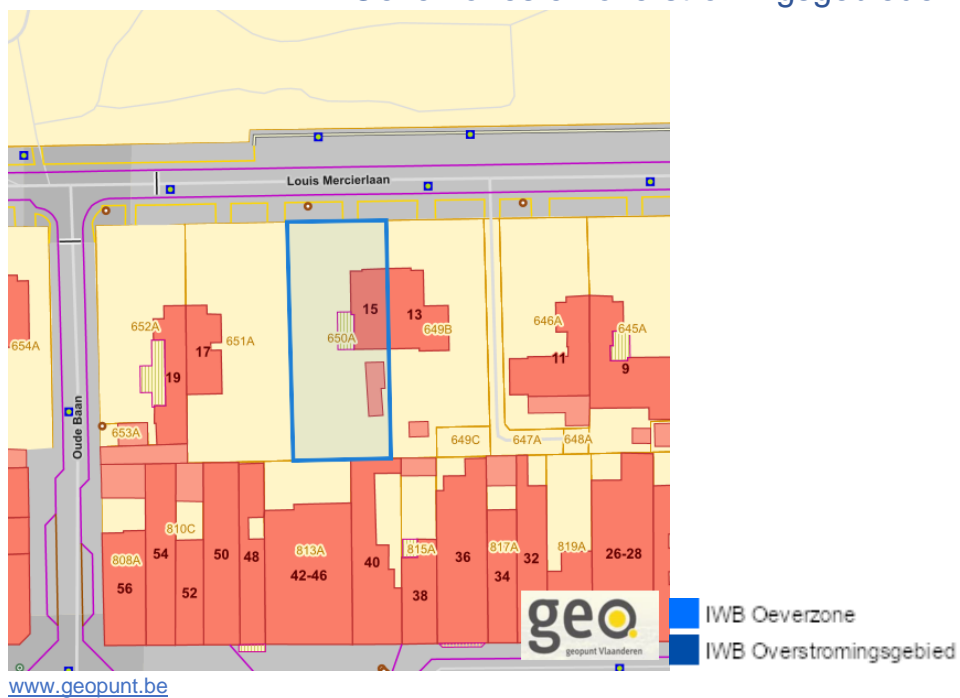 Louis Mercierlaan
Oude Baan
654A
652A
19
17
651A
650A
15
13
649B
646A
11
645A
9
653A
649C
647A
648A
808A
56
54
810C
52
50
48
813A
42-46
40
815A
38
36
817A
34
32
819A
26-28
geo.
geopunt Vlaanderen
IWB Oeverzone
IWB Overstromingsgebied
www.geopunt.be